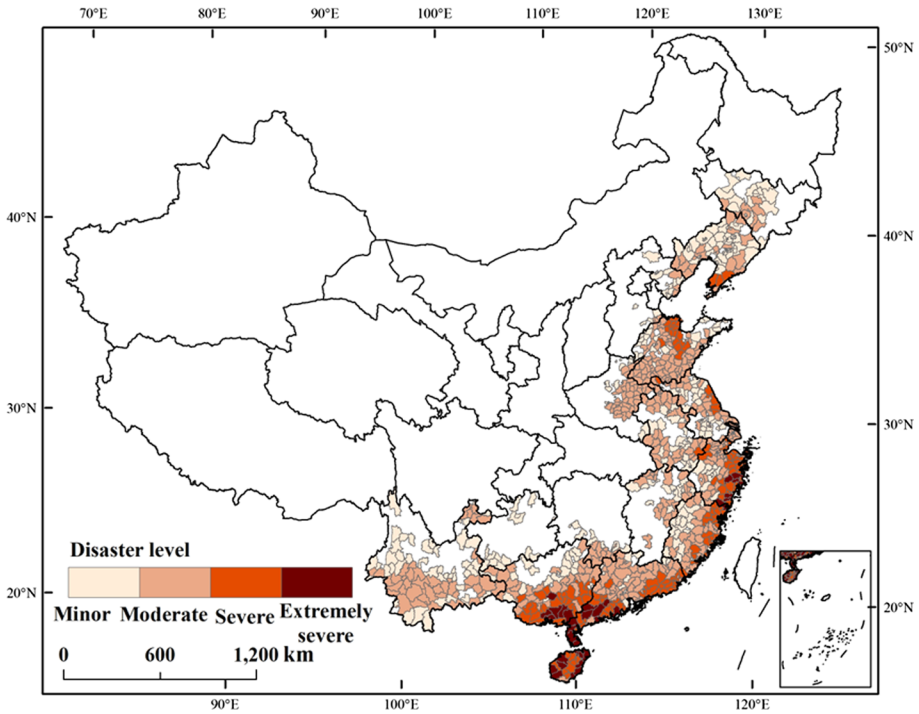 70°E 80°E 90°E 100°E 110°E 120°E 130°E
50°N
40°N 40°N
30°N 30°N
Disaster level
20°N 20°N
Minor Moderate Severe Extremely
severe
0 600 1,200 km
90°E 100°E 110°E 120°E